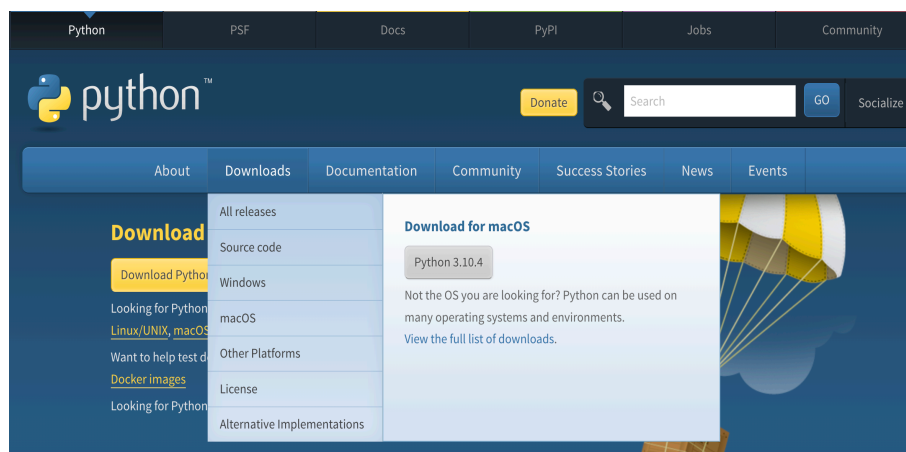 Python
PSF
Docs
PyPI
Jobs
Community
python™
Donate
Search
GO
Socialize
About
Downloads
Documentation
Community
Success Stories
News
Events
Download
Download Pytho
Looking for Python
Linux/UNIX, macOS
Want to help test d
Docker images
Looking for Python
All releases
Source code
Windows
macOS
Other Platforms
License
Alternative Implementations
Download for macOS
Python 3.10.4
Not the OS you are looking for? Python can be used on
many operating systems and environments.
View the full list of downloads.